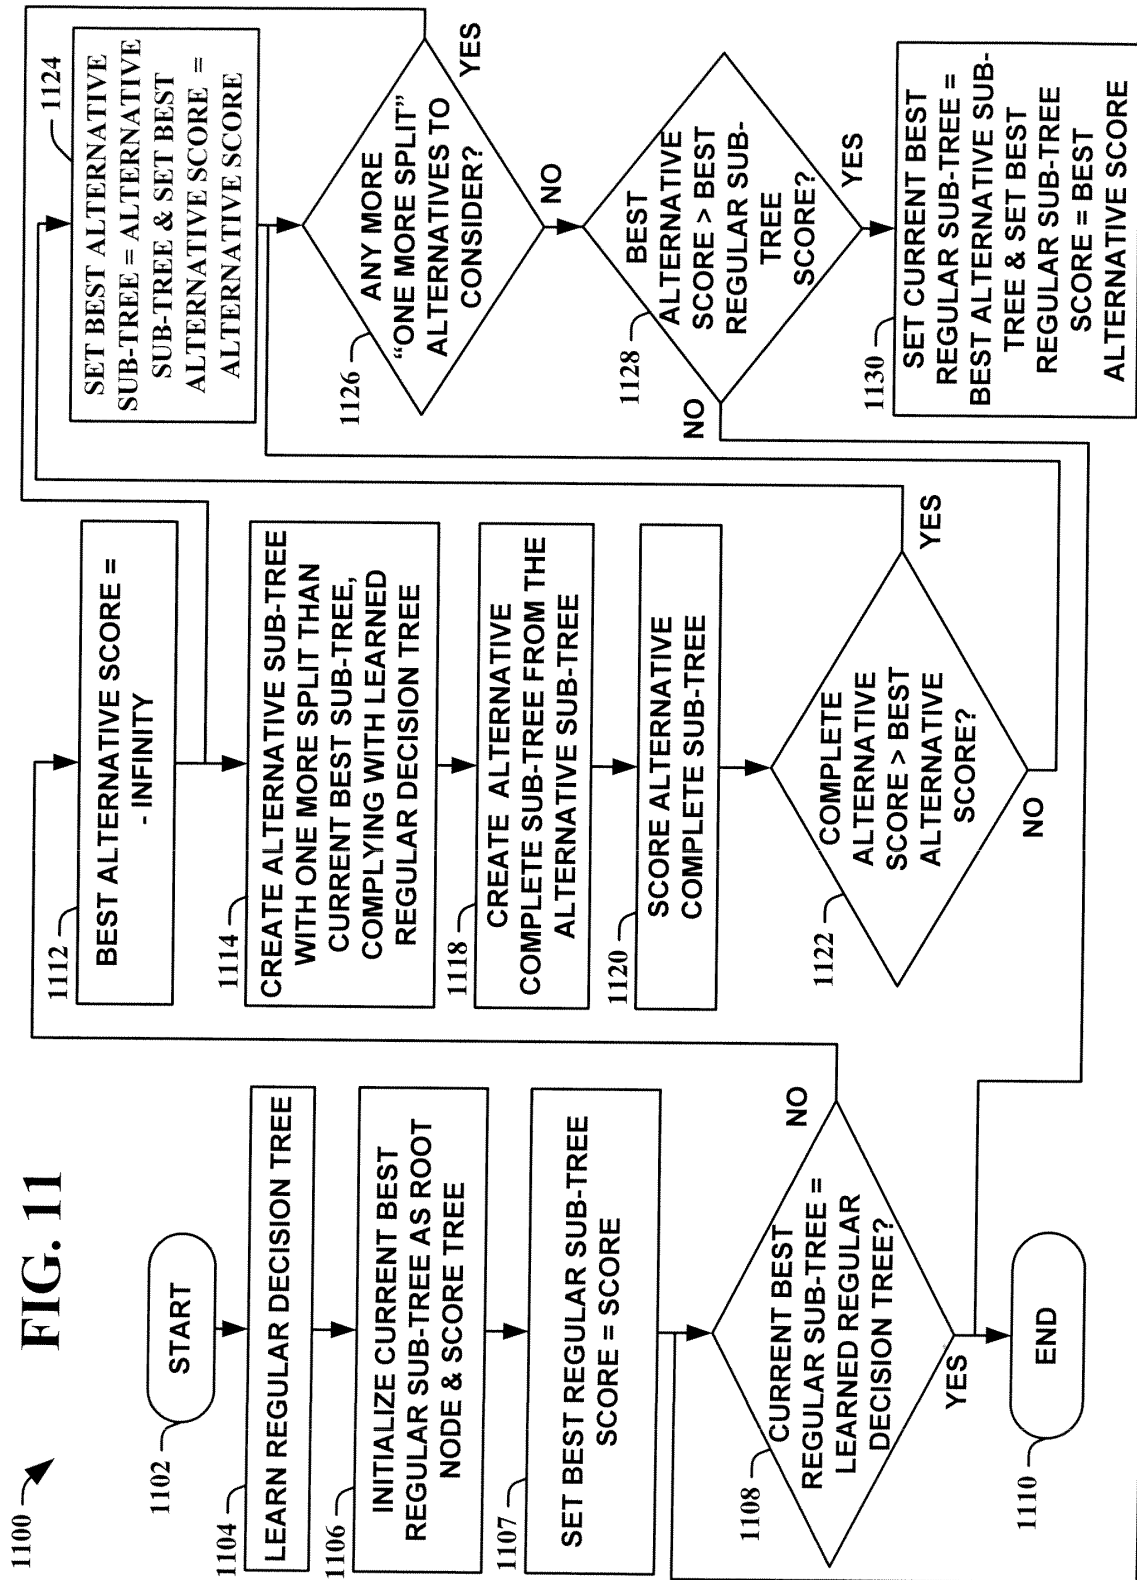 FIG. 11
1100
START
1102
LEARN REGULAR DECISION TREE
1104
INITIALIZE CURRENT BEST
REGULAR SUB-TREE AS ROOT
NODE & SCORE TREE
1106
SET BEST REGULAR SUB-TREE
SCORE = SCORE
1107
CURRENT BEST
REGULAR SUB-TREE =
LEARNED REGULAR
DECISION TREE?
1108
NO
YES
END
1110
1112
BEST ALTERNATIVE SCORE =
- INFINITY
1114
CREATE ALTERNATIVE SUB-TREE
WITH ONE MORE SPLIT THAN
CURRENT BEST SUB-TREE,
COMPLYING WITH LEARNED
REGULAR DECISION TREE
1118
CREATE ALTERNATIVE
COMPLETE SUB-TREE FROM THE
ALTERNATIVE SUB-TREE
1120
SCORE ALTERNATIVE
COMPLETE SUB-TREE
1122
COMPLETE
ALTERNATIVE
SCORE > BEST
ALTERNATIVE
SCORE?
YES
NO
1124
SET BEST ALTERNATIVE
SUB-TREE = ALTERNATIVE
SUB-TREE & SET BEST
ALTERNATIVE SCORE =
ALTERNATIVE SCORE
1126
ANY MORE
“ONE MORE SPLIT”
ALTERNATIVES TO
CONSIDER?
YES
NO
1128
BEST
ALTERNATIVE
SCORE > BEST
REGULAR SUB-
TREE
SCORE?
NO
YES
1130
SET CURRENT BEST
REGULAR SUB-TREE =
BEST ALTERNATIVE SUB-
TREE & SET BEST
REGULAR SUB-TREE
SCORE = BEST
ALTERNATIVE SCORE